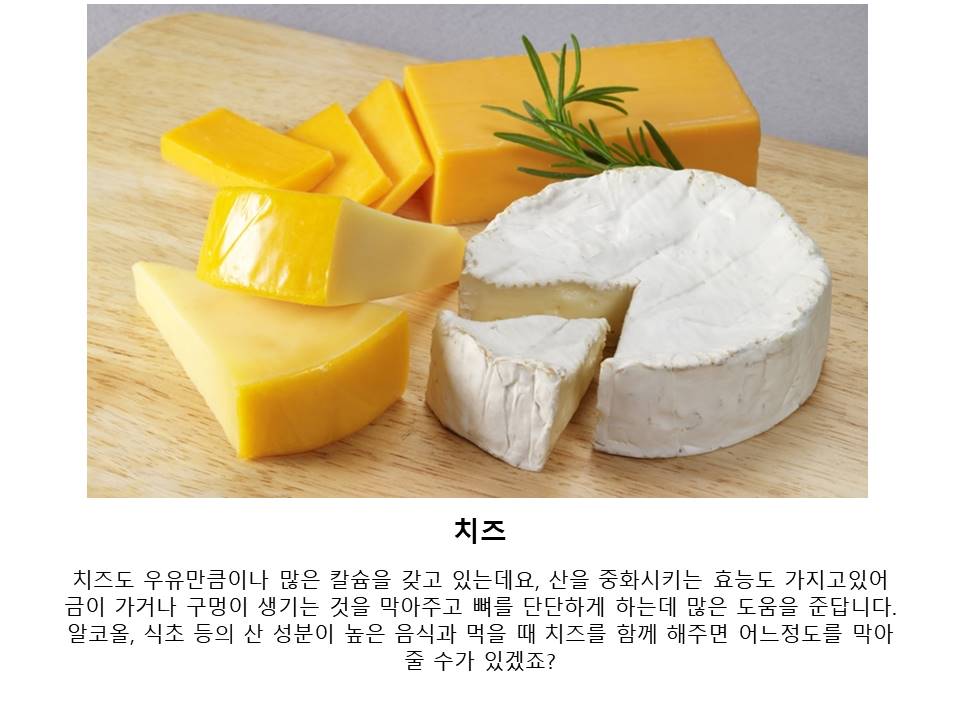 치즈
치즈도 우유만큼이나 많은 칼슘을 갖고 있는데요, 산을 중화시키는 효능도 가지고있어
금이 가거나 구멍이 생기는 것을 막아주고 뼈를 단단하게 하는데 많은 도움을 준답니다.
알코올, 식초 등의 산 성분이 높은 음식과 먹을 때 치즈를 함께 해주면 어느정도를 막아
줄 수가 있겠죠?